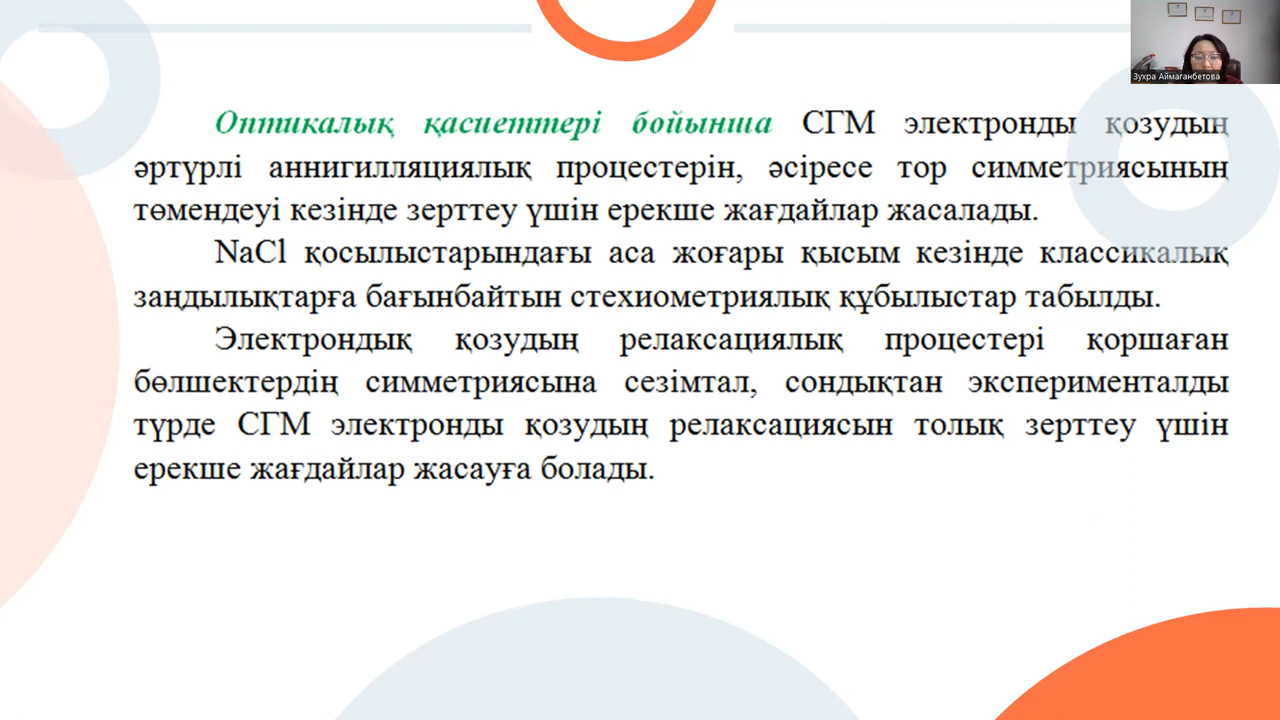 Зухра Аймаганбетова
Оптикалық қасиеттері бойынша СГМ электронды қозудың
әртүрлі аннигилляциялық процестерін, әсіресе тор симметриясының
төмендеуі кезінде зерттеу үшін ерекше жағдайлар жасалады.
NaCl қосылыстарындағы аса жоғары қысым кезінде классикалық
заңдылықтарға бағынбайтын стехиометриялық құбылыстар табылды.
Электрондық қозудың релаксациялық процестері қоршаған
бөлшектердің симметриясына сезімтал, сондықтан эксперименталды
түрде СГМ электронды қозудың релаксациясын толық зерттеу үшін
ерекше жағдайлар жасауға болады.